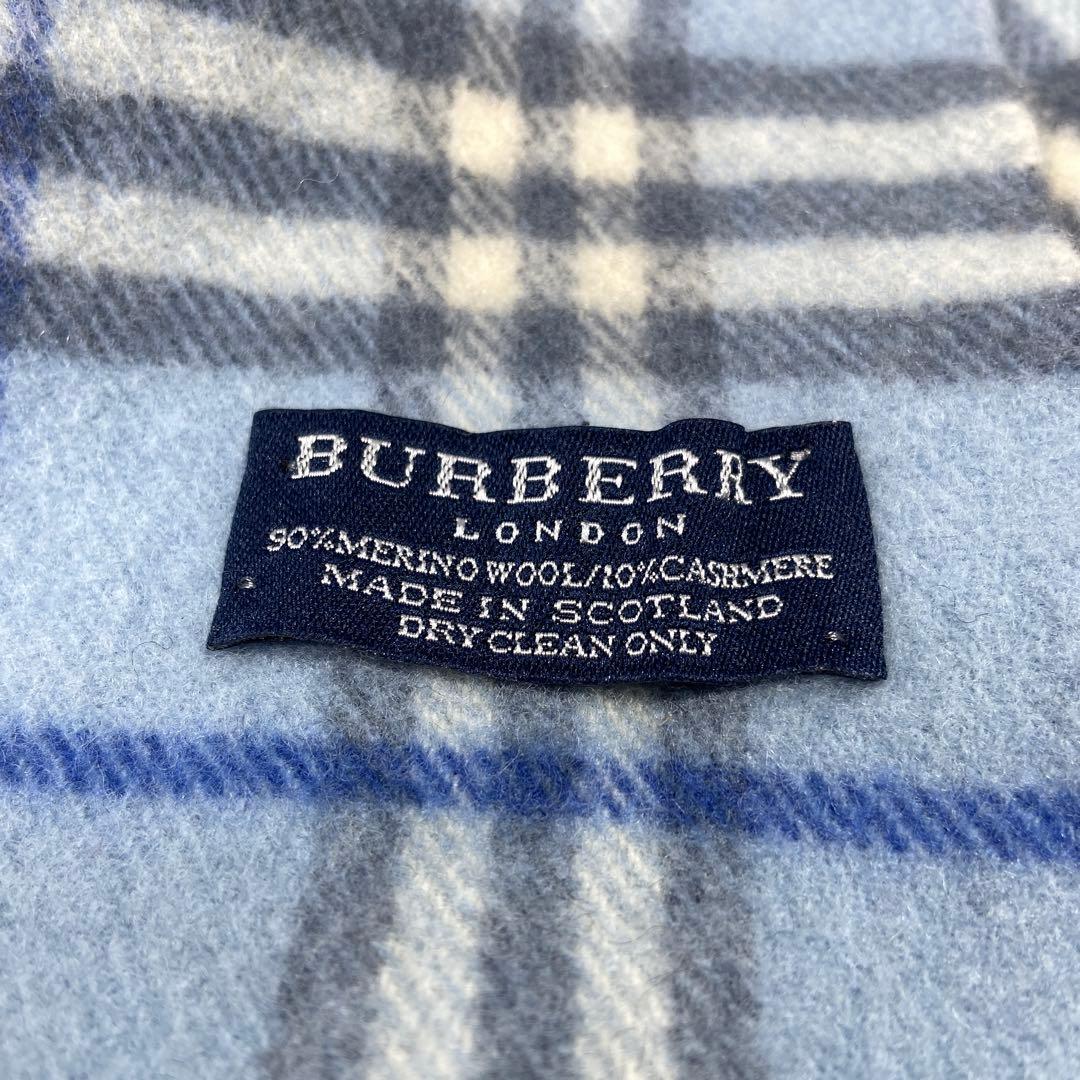 BURBERRY
LONDON
90%MERINO WOOL/10%CASHMERE
MADE IN SCOTLAND
DRY CLEAN ONLY